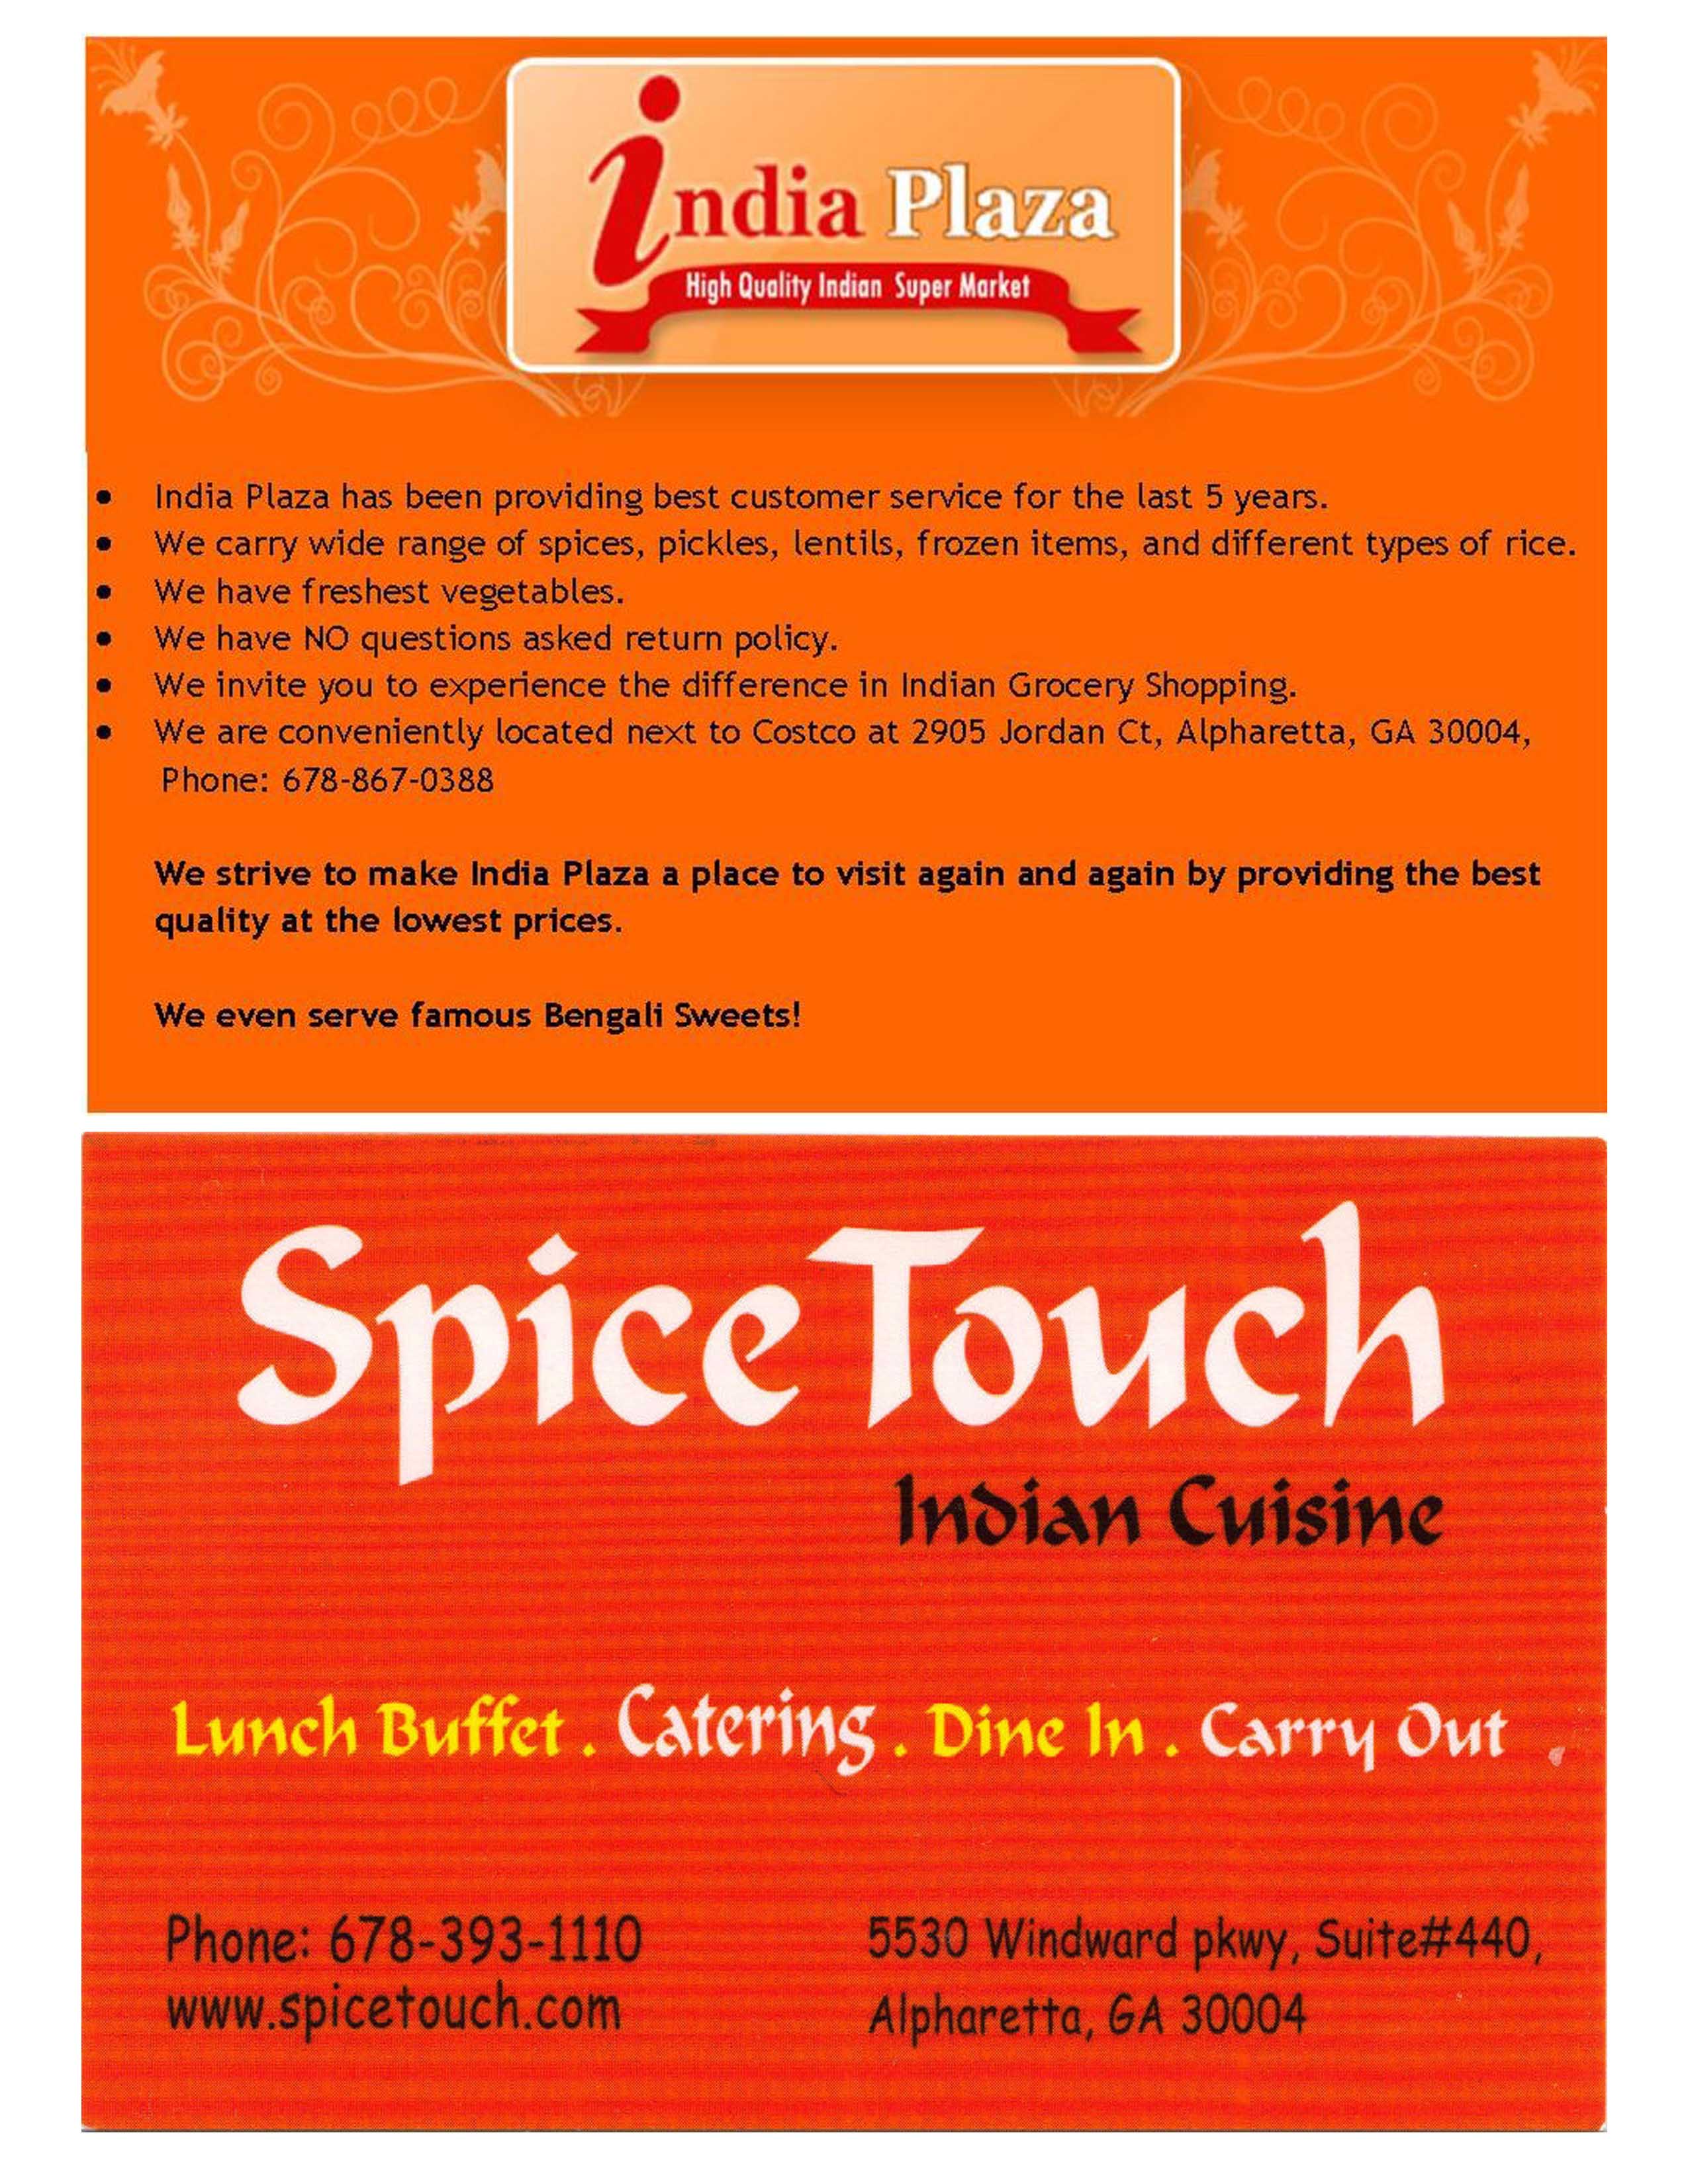 india Plaza
High Quality Indian Super Market
• India Plaza has been providing best customer service for the last 5 years.
• We carry wide range of spices, pickles, lentils, frozen items, and different types of rice.
• We have freshest vegetables.
• We have NO questions asked return policy.
• We invite you to experience the difference in Indian Grocery Shopping.
• We are conveniently located next to Costco at 2905 Jordan Ct, Alpharetta, GA 30004,
Phone: 678-867-0388
We strive to make India Plaza a place to visit again and again by providing the best
quality at the lowest prices.
We even serve famous Bengali Sweets!
Spice Touch
Indian Cuisine
Lunch Buffet . Catering . Dine In . Carry Out
Phone: 678-393-1110
www.spicetouch.com
5530 Windward pkwy, Suite#440,
Alpharetta, GA 30004